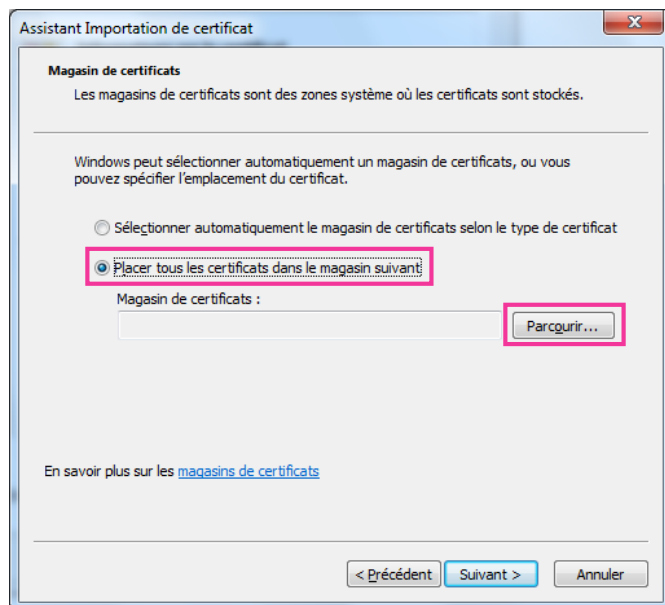 Assistant Importation de certificat
Magasin de certificats
Les magasins de certificats sont des zones système où les certificats sont stockés.
Windows peut sélectionner automatiquement un magasin de certificats, ou vous
pouvez spécifier l'emplacement du certificat.
Sélectionner automatiquement le magasin de certificats selon le type de certificat
Placer tous les certificats dans le magasin suivant
Magasin de certificats :
Parcourir...
En savoir plus sur les magasins de certificats
< Précédent Suivant > Annuler